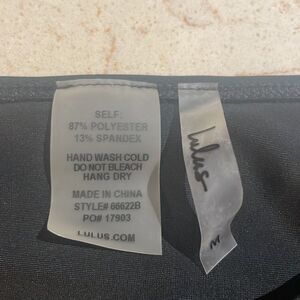 SELF:
87% POLYESTER
13% SPANDEX
HAND WASH COLD
DO NOT BLEACH
HANG DRY
MADE IN CHINA
STYLE# 66622B
PO# 17903
LULUS.COM
Lulus
M